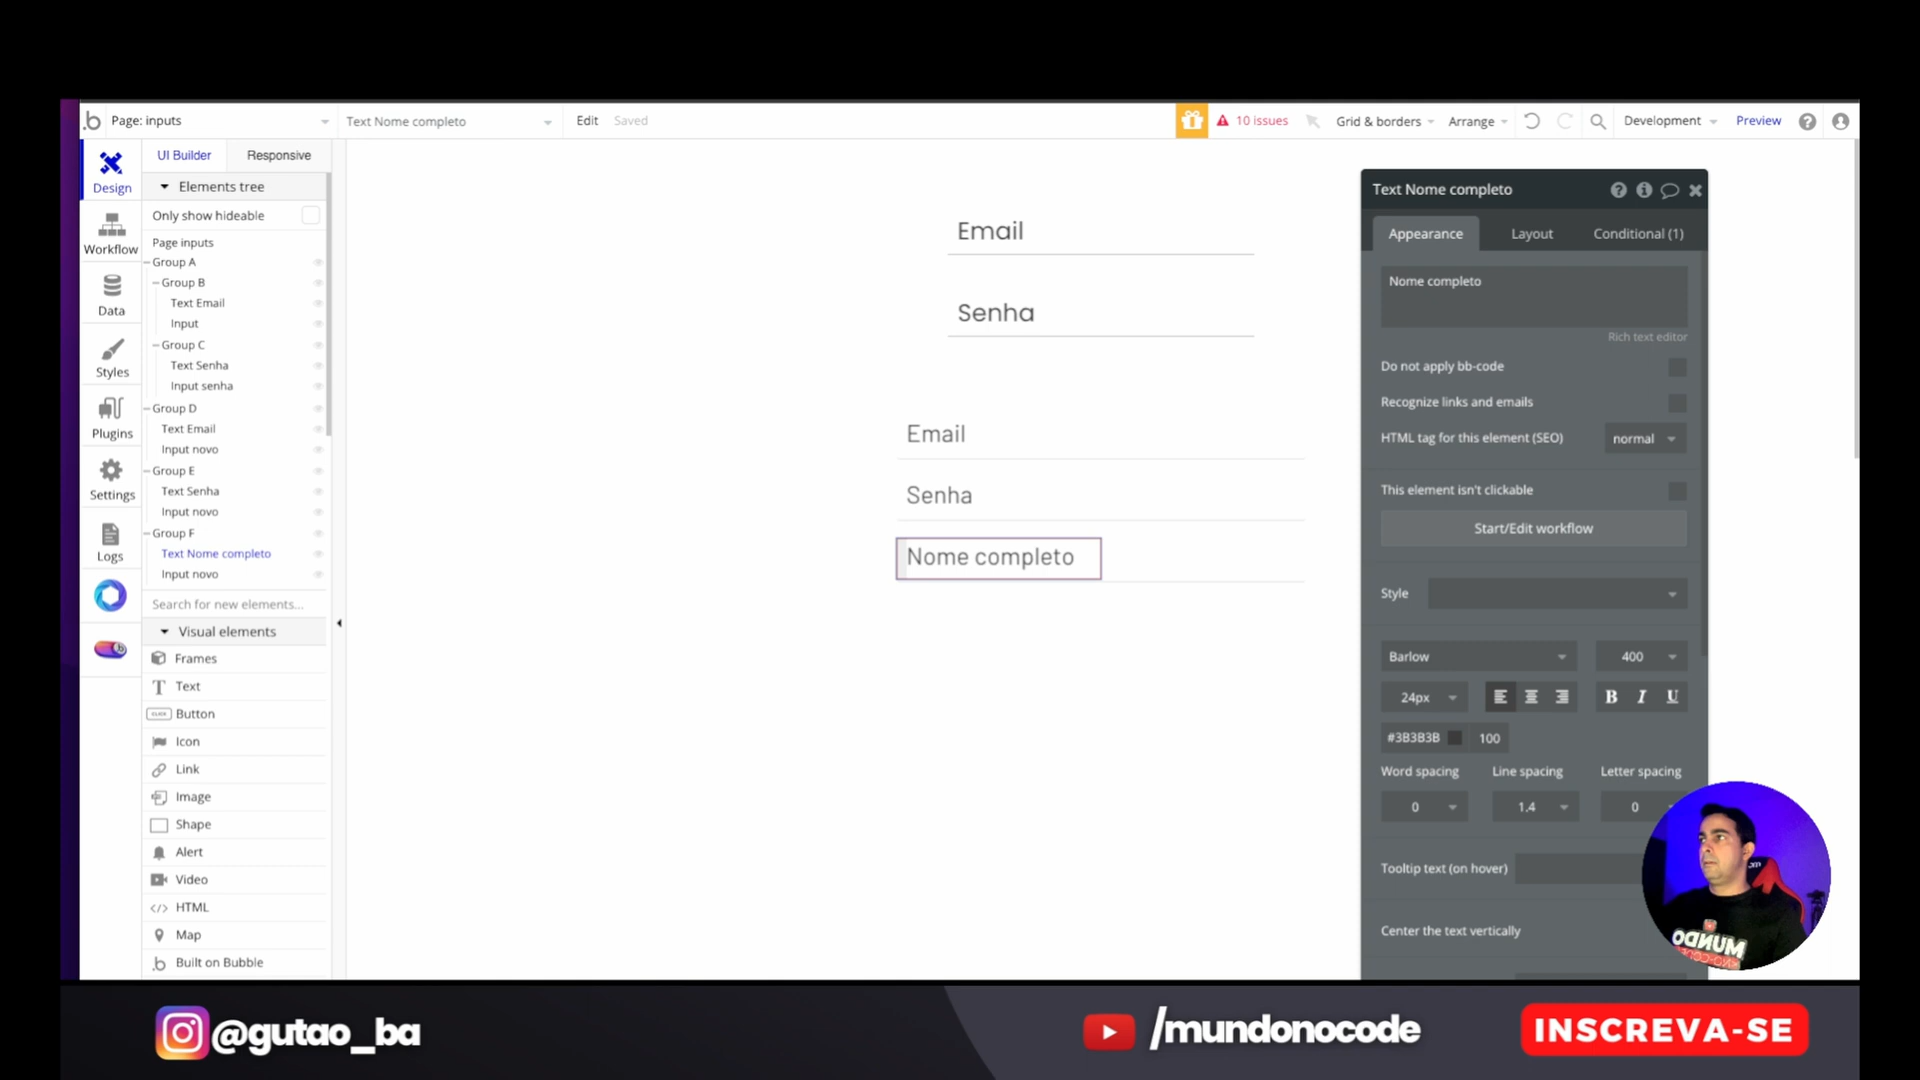 Page: inputs
Text Nome completo
Edit
Saved
10 issues
Grid & borders
Arrange
Development
Preview
Design
Workflow
Data
Styles
Plugins
Settings
Logs
UI Builder
Responsive
Elements tree
Only show hideable
Page inputs
Group A
Group B
Text Email
Input
Group C
Text Senha
Input senha
Group D
Text Email
Input novo
Group E
Text Senha
Input novo
Group F
Text Nome completo
Input novo
Search for new elements...
Visual elements
Frames
Text
Button
Icon
Link
Image
Shape
Alert
Video
HTML
Map
Built on Bubble
Email
Senha
Email
Senha
Nome completo
Text Nome completo
Appearance
Layout
Conditional (1)
Nome completo
Rich text editor
Do not apply bb-code
Recognize links and emails
HTML tag for this element (SEO)
normal
This element isn't clickable
Start/Edit workflow
Style
Barlow
400
24px
B I U
#3B3B3B
100
Word spacing
Line spacing
Letter spacing
0
1.4
0
Tooltip text (on hover)
Center the text vertically
MUNDO
@gutao_ba
/mundonocode
INSCREVA-SE